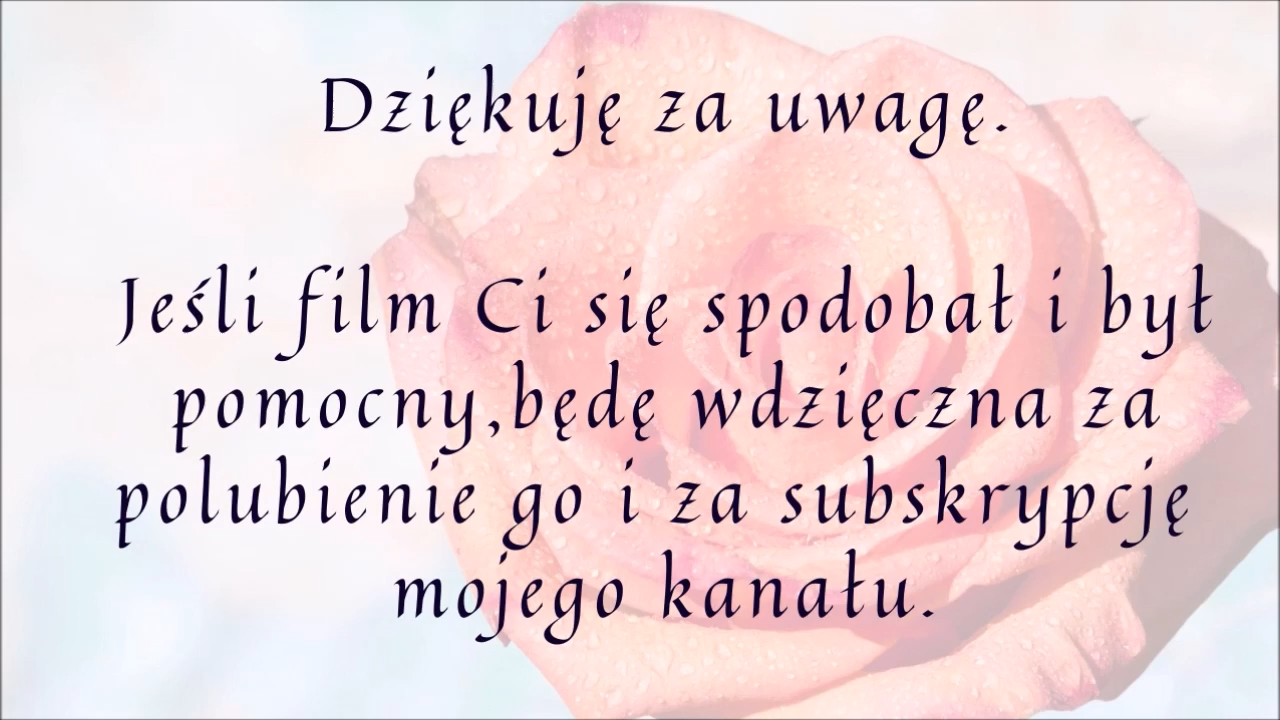 Dziękuję za uwagę.
Jeśli film Ci się spodobał i był
pomocny,będę wdzięczna za
polubienie go i za subskrypcję
mojego kanału.